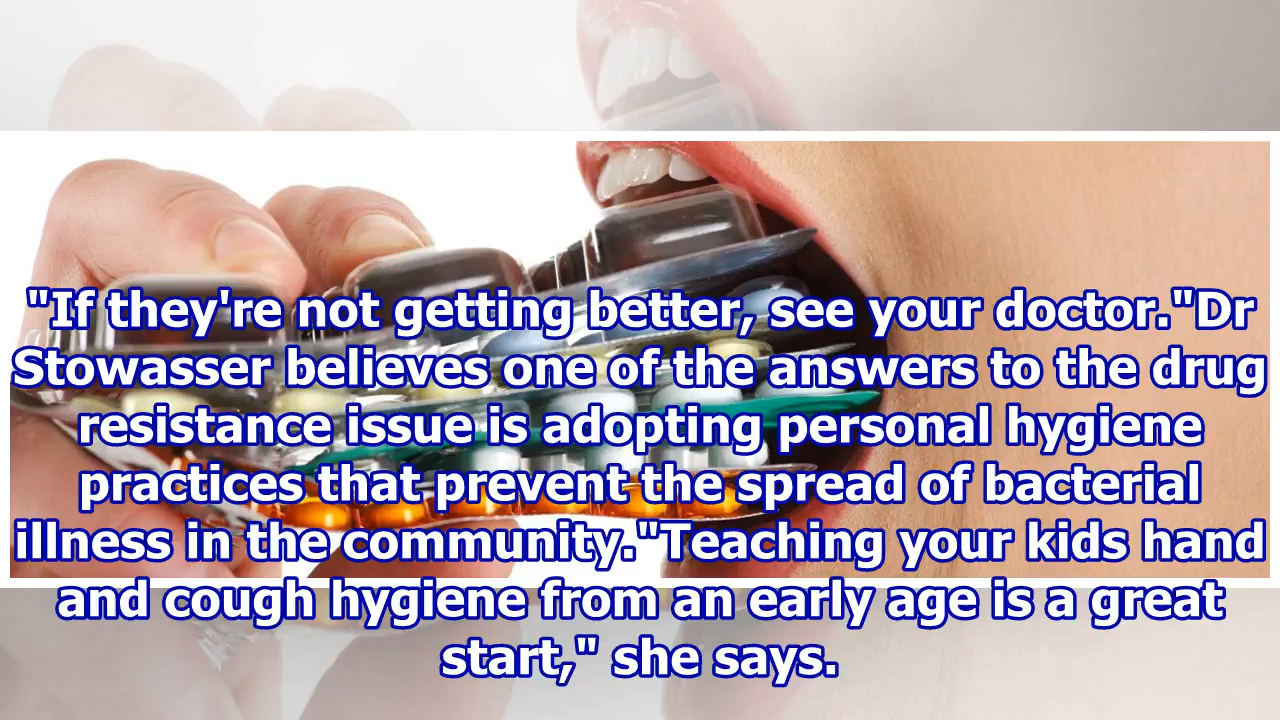 "If they're not getting better, see your doctor."Dr
Stowasser believes one of the answers to the drug
resistance issue is adopting personal hygiene
practices that prevent the spread of bacterial
illness in the community."Teaching your kids hand
and cough hygiene from an early age is a great
start," she says.